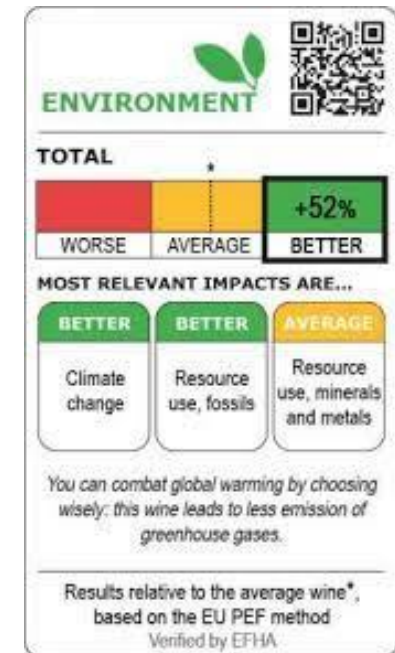 ENVIRONMENT
TOTAL
*
+52%
WORSE AVERAGE BETTER
MOST RELEVANT IMPACTS ARE...
BETTER BETTER AVERAGE
Climate change
Resource use, fossils
Resource use, minerals and metals
You can combat global warming by choosing
wisely: this wine leads to less emission of
greenhouse gases.
Results relative to the average wine*,
based on the EU PEF method
Verified by EFHA